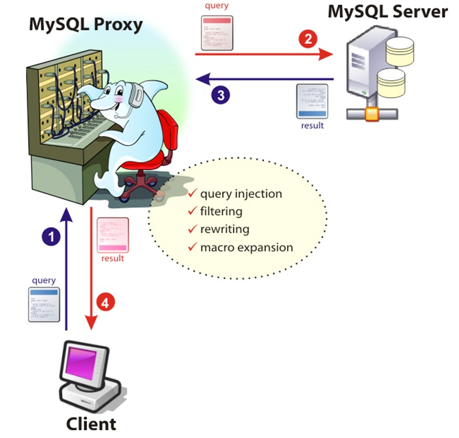 query
MySQL Proxy
MySQL Server
2
3
result
✓ query injection
✓ filtering
✓ rewriting
✓ macro expansion
1
result
query
4
Client